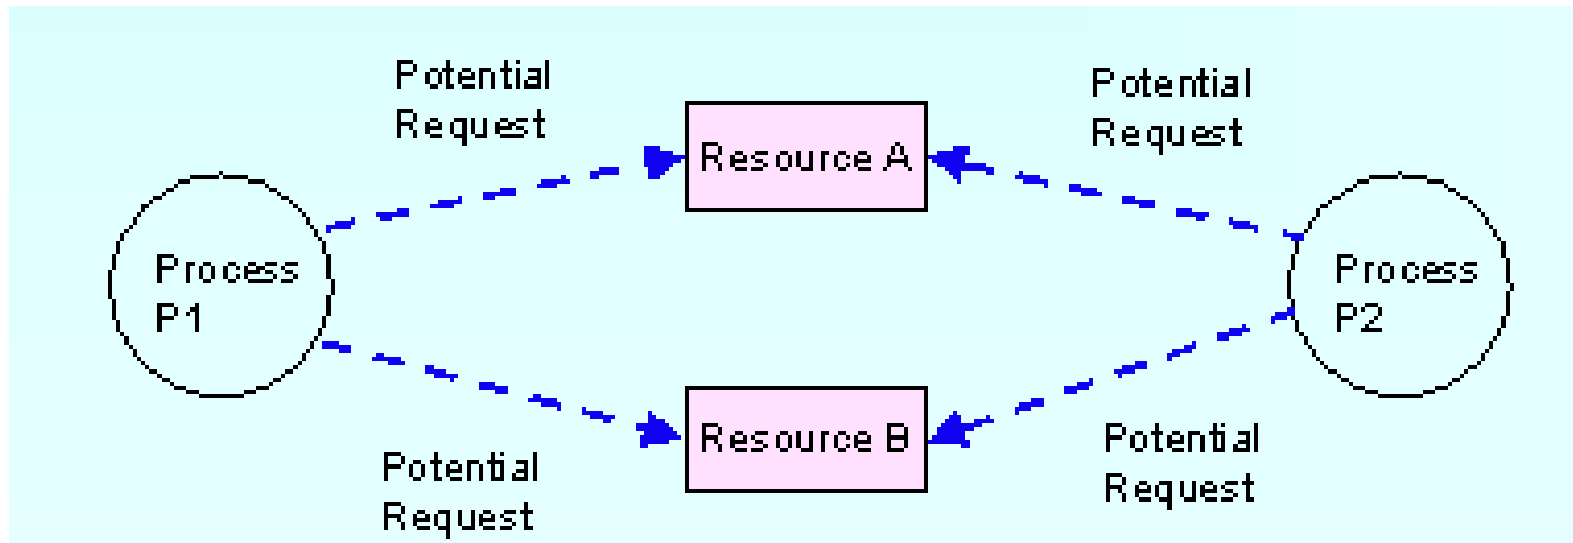 Potential
Request
Potential
Request
Resource A
Process
P1
Process
P2
Resource B
Potential
Request
Potential
Request